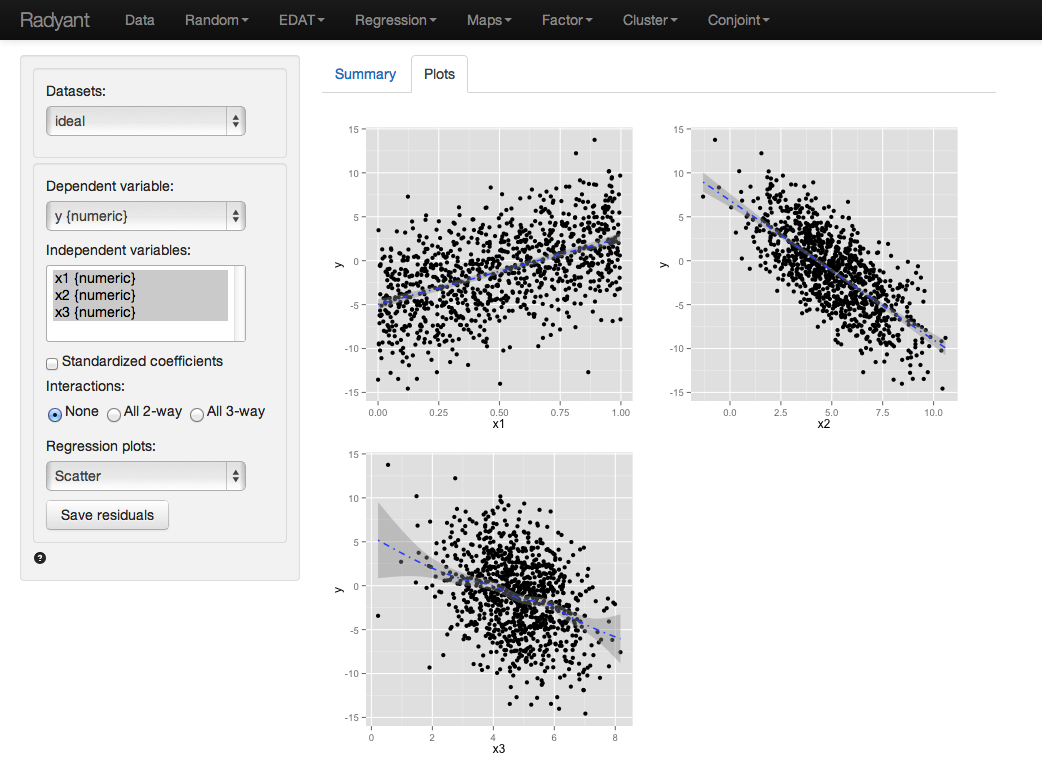 Radyant Data Random EDAT Regression Maps Factor Cluster Conjoint
Datasets:
ideal
Dependent variable:
y {numeric}
Independent variables:
x1 {numeric}
x2 {numeric}
x3 {numeric}
Standardized coefficients
Interactions:
None All 2-way All 3-way
Regression plots:
Scatter
Save residuals
?
Summary Plots
15
10
5
0
-5
-10
-15
y
0.00 0.25 0.50 0.75 1.00
x1
15
10
5
0
-5
-10
-15
y
0.0 2.5 5.0 7.5 10.0
x2
15
10
5
0
-5
-10
-15
y
0 2 4 6 8
x3